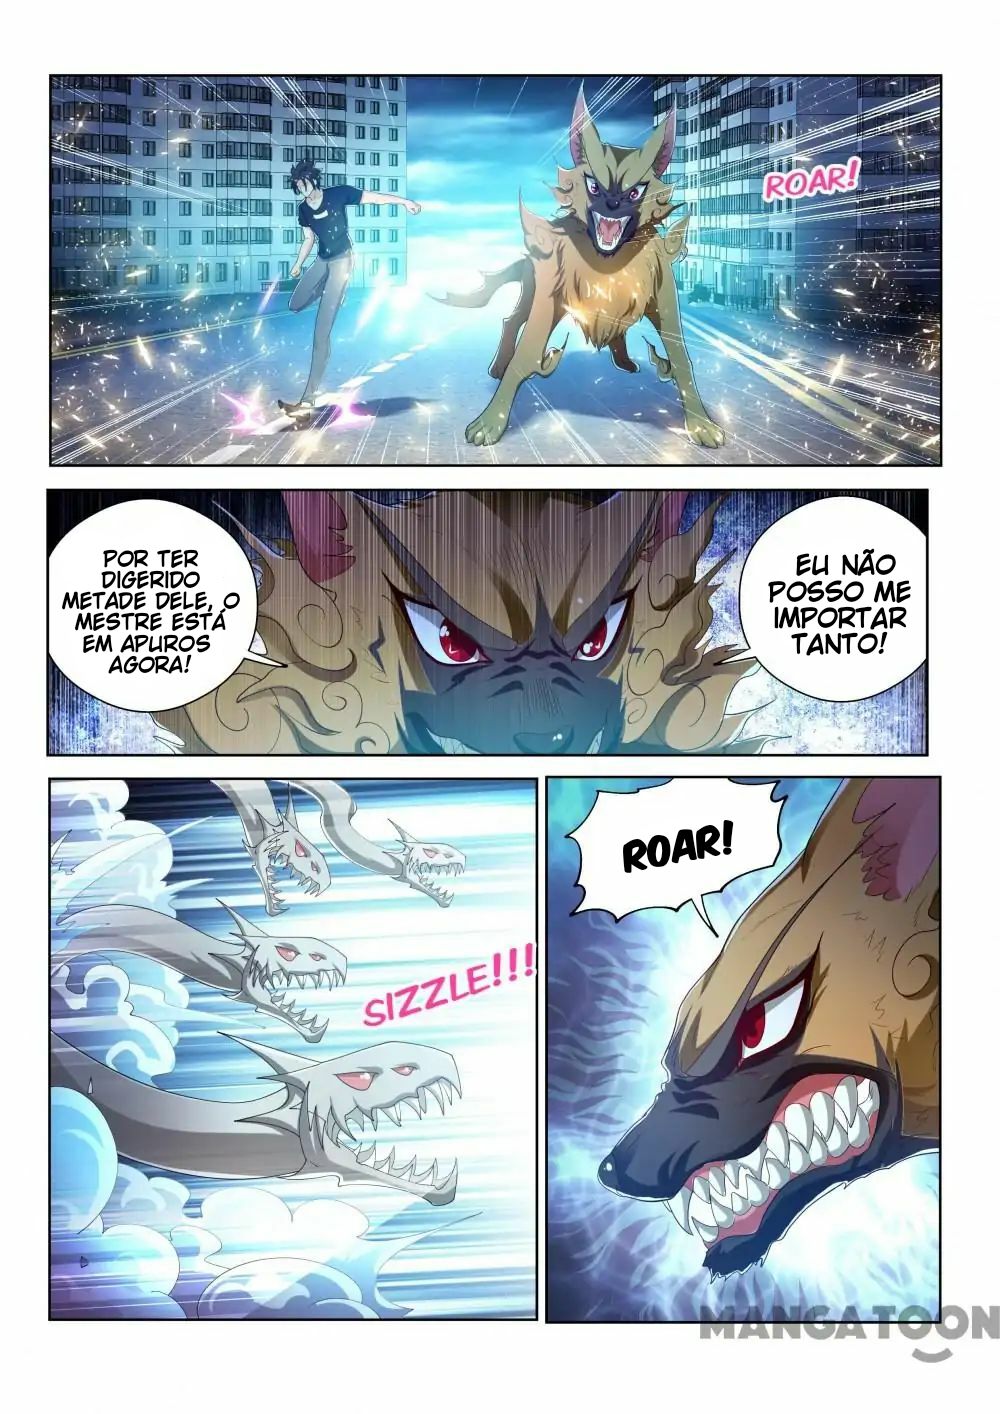 ROAR!
POR TER
DIGERIDO
METADE DELE, O
MESTRE ESTÁ
EM APUROS
AGORA!
EU NÃO
POSSO ME
IMPORTAR
TANTO!
SIZZLE!!!
ROAR!
MANGATOON